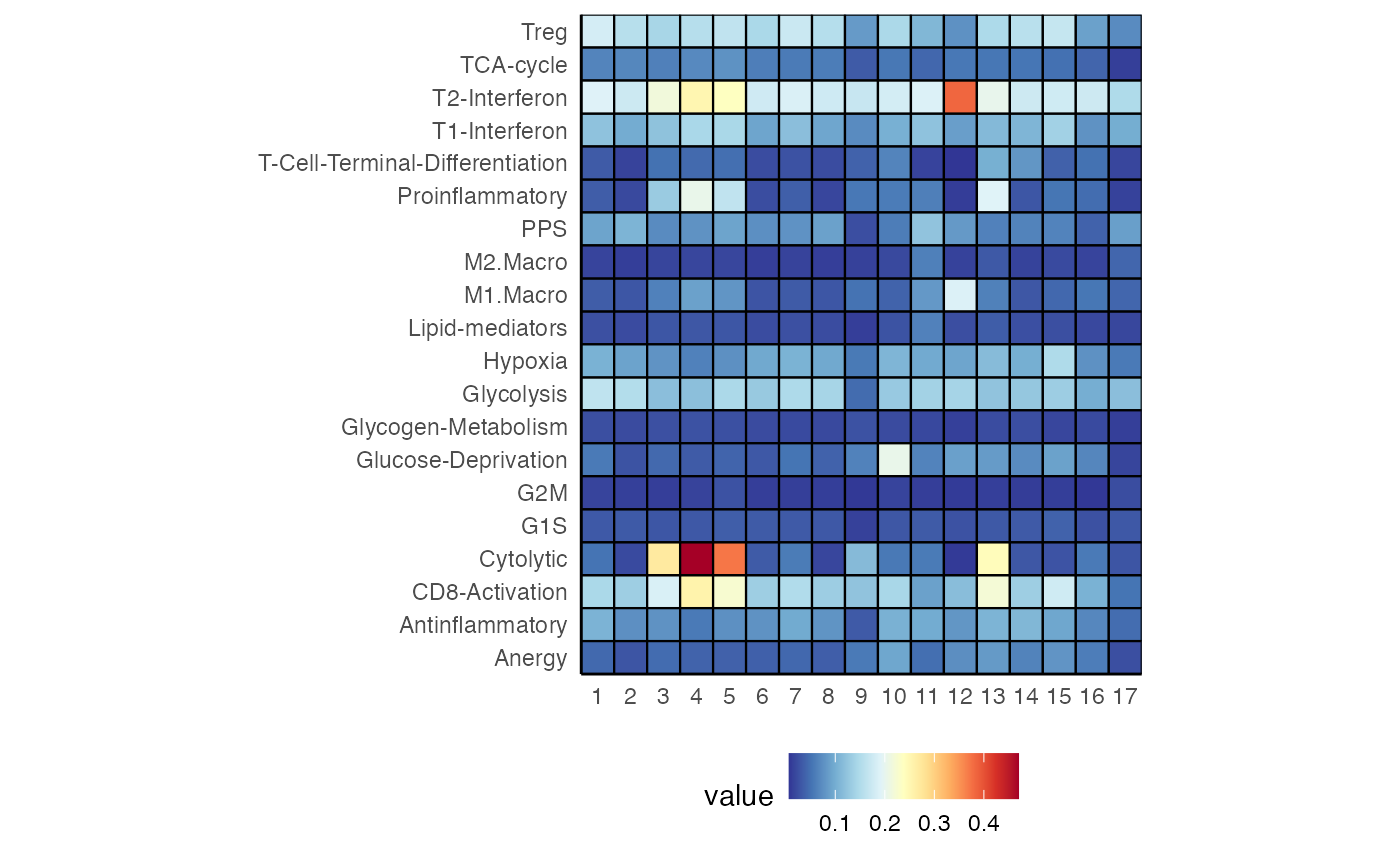 Treg
TCA-cycle
T2-Interferon
T1-Interferon
T-Cell-Terminal-Differentiation
Proinflammatory
PPS
M2.Macro
M1.Macro
Lipid-mediators
Hypoxia
Glycolysis
Glycogen-Metabolism
Glucose-Deprivation
G2M
G1S
Cytolytic
CD8-Activation
Antinflammatory
Anergy
1 2 3 4 5 6 7 8 9 10 11 12 13 14 15 16 17
value
0.1 0.2 0.3 0.4